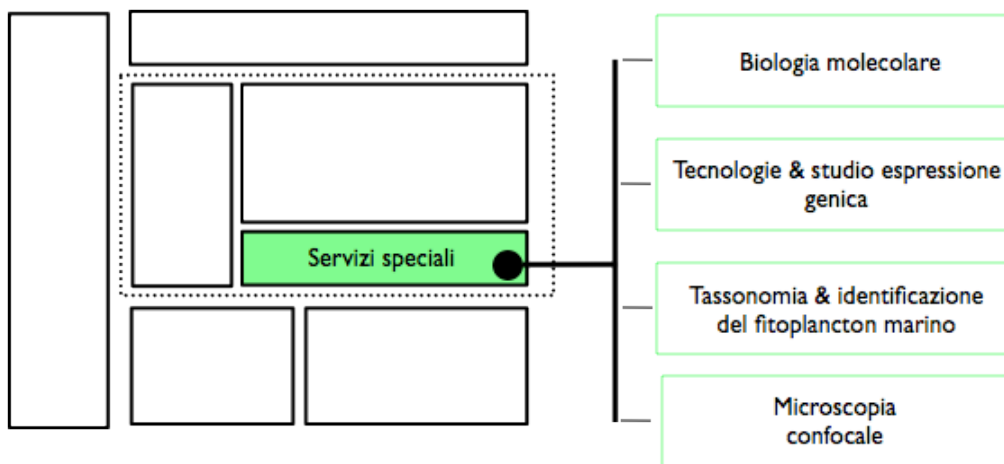 Servizi speciali
Biologia molecolare
Tecnologie & studio espressione
genica
Tassonomia & identificazione
del fitoplancton marino
Microscopia
confocale